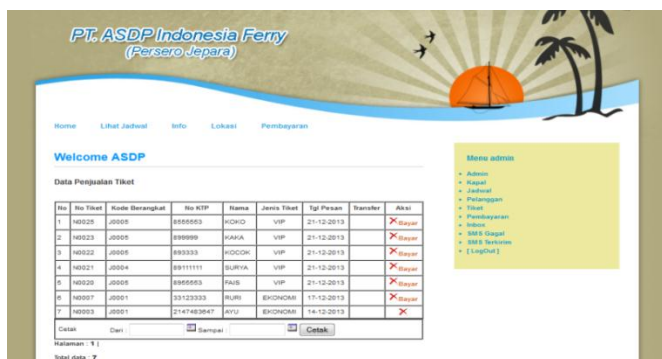 PT. ASDP Indonesia Ferry
(Persero Jepara)
Home Lihat Jadwal Info Lokasi Pembayaran
Welcome ASDP
Data Penjualan Tiket
No No Tiket Kode Berangkat No KTP Nama Jenis Tiket Tgl Pesan Transfer Aksi
1 N0025 J0005 8555553 KOKO VIP 21-12-2013 Bayar
2 N0023 J0005 899999 KAKA VIP 21-12-2013 Bayar
3 N0022 J0005 893333 KOCOK VIP 21-12-2013 Bayar
4 N0021 J0004 89111111 SURYA VIP 21-12-2013 Bayar
5 N0020 J0005 8965553 FAIS VIP 21-12-2013 Bayar
6 N0007 J0001 33123333 RURI EKONOMI 17-12-2013 Bayar
7 N0003 J0001 2147483647 AYU EKONOMI 14-12-2013
Cetak Dari : Sampai : Cetak
Halaman : 1 |
Total data : 7
Menu admin
Admin
Kapal
Jadwal
Pelanggan
Tiket
Pembayaran
Inbox
SMS Gagal
SMS Terkirim
[ LogOut ]